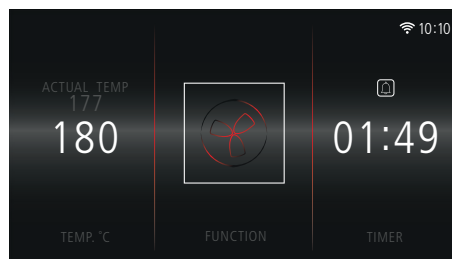 10:10
ACTUAL TEMP
177
180
01:49
TEMP. °C
FUNCTION
TIMER